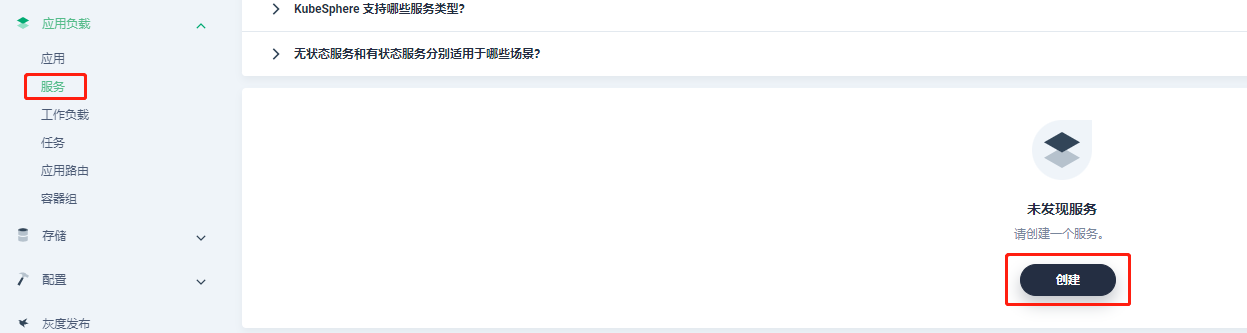 应用负载
应用
服务
工作负载
任务
应用路由
容器组
存储
配置
灰度发布
KubeSphere 支持哪些服务类型？
无状态服务和有状态服务分别适用于哪些场景？
未发现服务
请创建一个服务。
创建